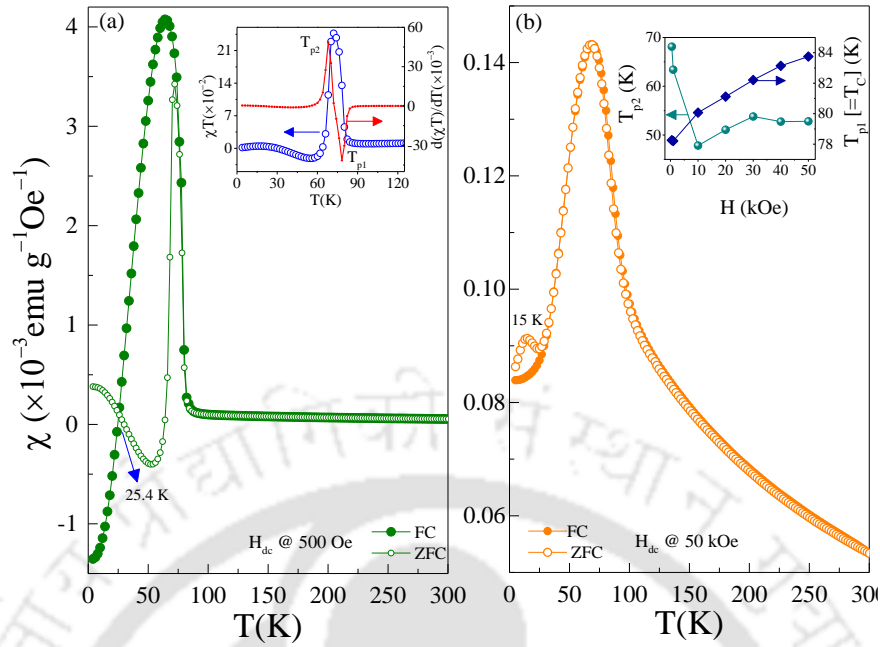 (a)
χ (×10⁻³emu g⁻¹Oe⁻¹)
4
3
2
1
0
-1
0 50 100 150 200 250 300
T(K)
25.4 K
H_dc @ 500 Oe
FC
ZFC
T_p2
T_p1
χT(×10⁻²)
24
16
7
0
60
30
0
-30
d(χT)/dT(×10⁻³)
0 30 60 90 120
T(K)
(b)
0.14
0.12
0.10
0.08
0.06
0 50 100 150 200 250 300
T(K)
15 K
H_dc @ 50 kOe
FC
ZFC
T_p2 (K)
70
60
50
84
82
80
78
T_p1 [=T_C] (K)
0 10 20 30 40 50
H (kOe)